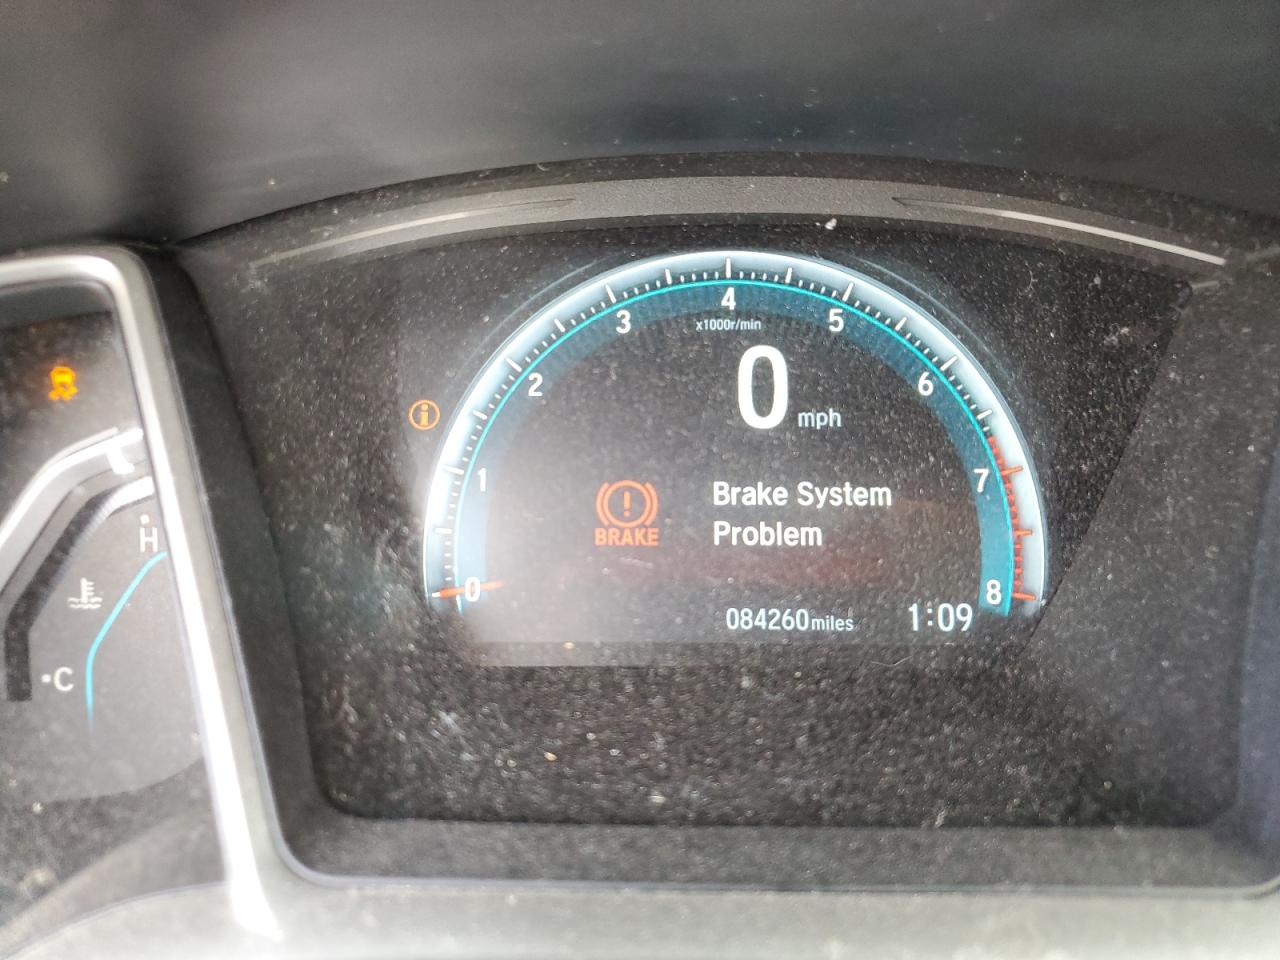 4
3
5
x1000r/min
2
0 mph
6
1
7
Brake System
Problem
BRAKE
0
8
084260miles
1:09
H
C